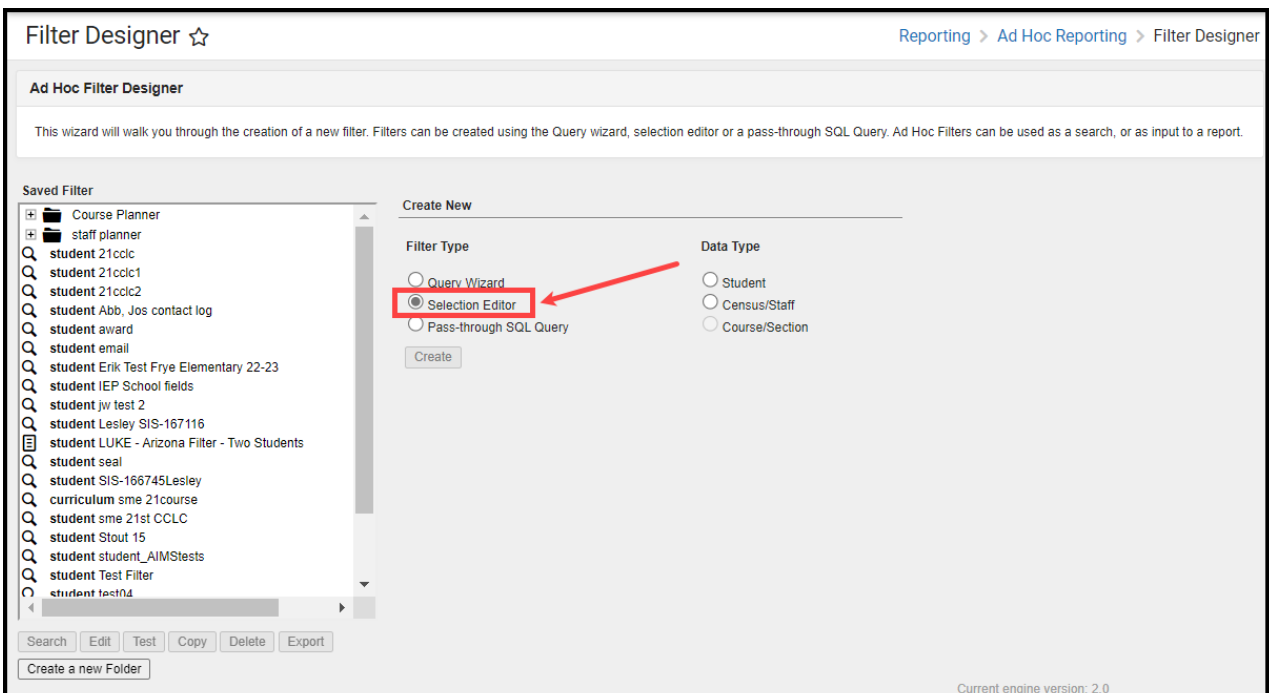 Filter Designer
Reporting > Ad Hoc Reporting > Filter Designer
Ad Hoc Filter Designer
This wizard will walk you through the creation of a new filter. Filters can be created using the Query wizard, selection editor or a pass-through SQL Query. Ad Hoc Filters can be used as a search, or as input to a report.
Saved Filter
Course Planner
staff planner
student 21cclc
student 21cclc1
student 21cclc2
student Abb, Jos contact log
student award
student email
student Erik Test Frye Elementary 22-23
student IEP School fields
student jw test 2
student Lesley SIS-167116
student LUKE - Arizona Filter - Two Students
student seal
student SIS-166745Lesley
curriculum sme 21course
student sme 21st CCLC
student Stout 15
student student_AIMStests
student Test Filter
student test04
Search Edit Test Copy Delete Export
Create a new Folder
Create New
Filter Type
Query Wizard
Selection Editor
Pass-through SQL Query
Create
Data Type
Student
Census/Staff
Course/Section
Current engine version: 2.0